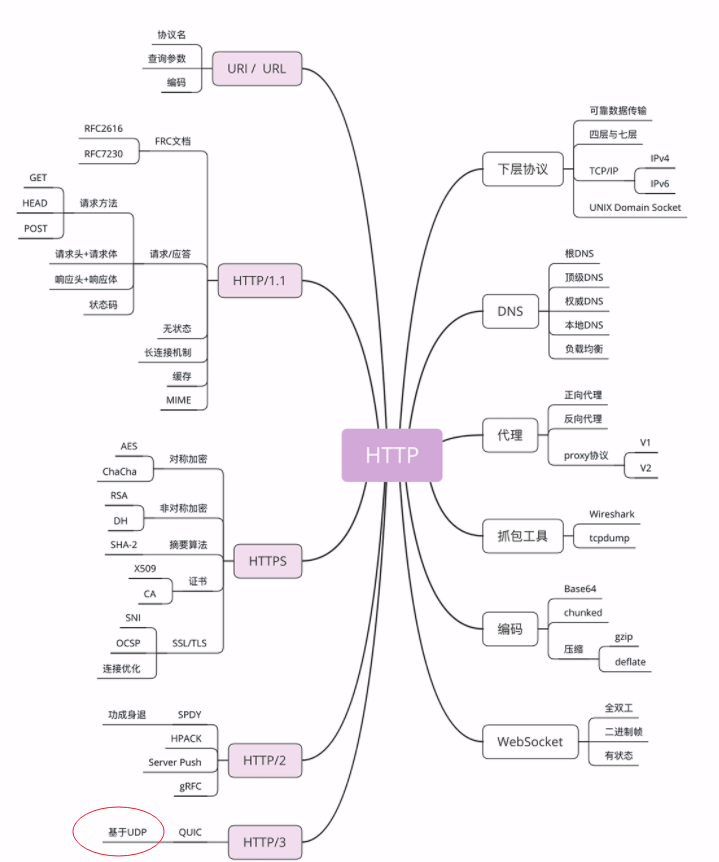 协议名
查询参数
编码
URI / URL
RFC2616
RFC7230
FRC文档
GET
HEAD
POST
请求方法
请求头+请求体
响应头+响应体
状态码
请求/应答
无状态
长连接机制
缓存
MIME
HTTP/1.1
AES
ChaCha
对称加密
RSA
DH
非对称加密
SHA-2
摘要算法
X509
CA
证书
SNI
OCSP
连接优化
SSL/TLS
HTTPS
功成身退
SPDY
HPACK
Server Push
gRFC
HTTP/2
基于UDP
QUIC
HTTP/3
HTTP
下层协议
可靠数据传输
四层与七层
TCP/IP
IPv4
IPv6
UNIX Domain Socket
DNS
根DNS
顶级DNS
权威DNS
本地DNS
负载均衡
代理
正向代理
反向代理
proxy协议
V1
V2
抓包工具
Wireshark
tcpdump
编码
Base64
chunked
压缩
gzip
deflate
WebSocket
全双工
二进制帧
有状态